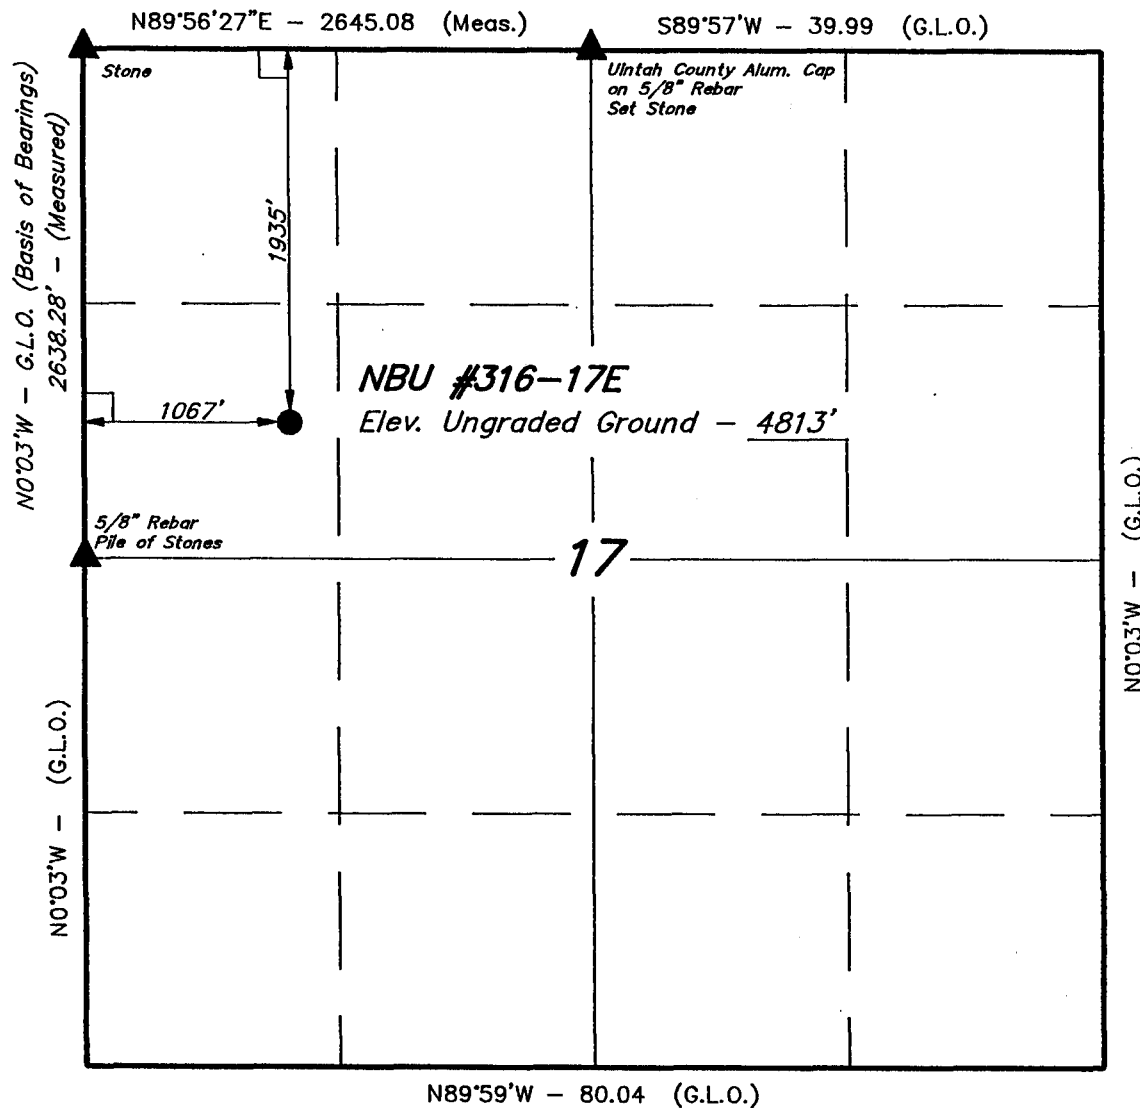 N89°56'27"E – 2645.08 (Meas.)
S89°57'W – 39.99 (G.L.O.)
Stone
Uintah County Alum. Cap
on 5/8" Rebar
Set Stone
N0°03'W – G.L.O. (Basis of Bearings)
2638.28' – (Measured)
1935'
NBU #316–17E
1067'
Elev. Ungraded Ground – 4813'
5/8" Rebar
Pile of Stones
17
N0°03'W – (G.L.O.)
N0°03'W – (G.L.O.)
N89°59'W – 80.04 (G.L.O.)